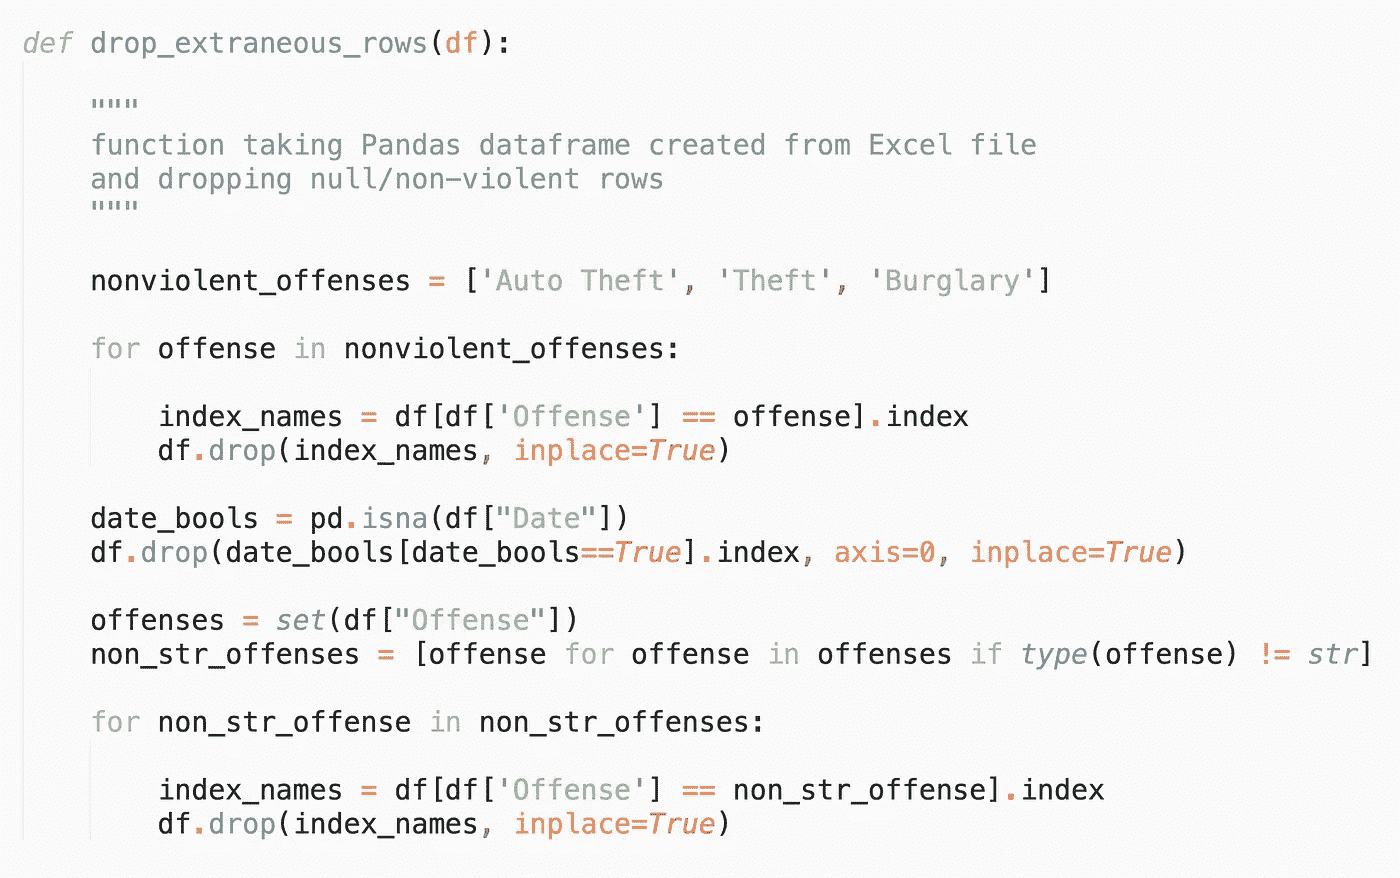 def drop_extraneous_rows(df):
"""
function taking Pandas dataframe created from Excel file
and dropping null/non-violent rows
"""
nonviolent_offenses = ['Auto Theft', 'Theft', 'Burglary']
for offense in nonviolent_offenses:
index_names = df[df['Offense'] == offense].index
df.drop(index_names, inplace=True)
date_bools = pd.isna(df["Date"])
df.drop(date_bools[date_bools==True].index, axis=0, inplace=True)
offenses = set(df["Offense"])
non_str_offenses = [offense for offense in offenses if type(offense) != str]
for non_str_offense in non_str_offenses:
index_names = df[df['Offense'] == non_str_offense].index
df.drop(index_names, inplace=True)